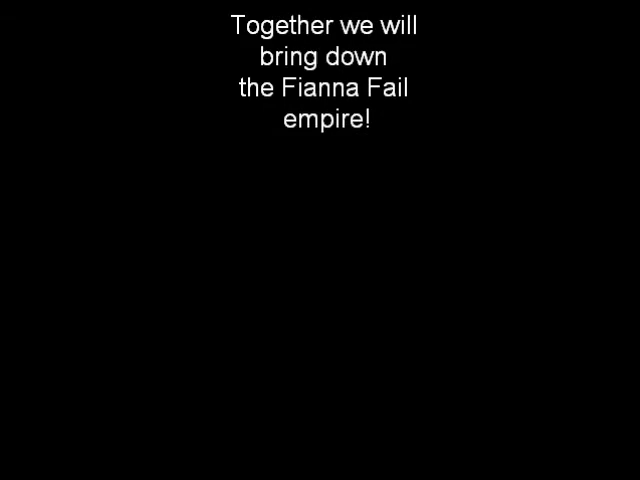 Together we will
bring down
the Fianna Fail
empire!